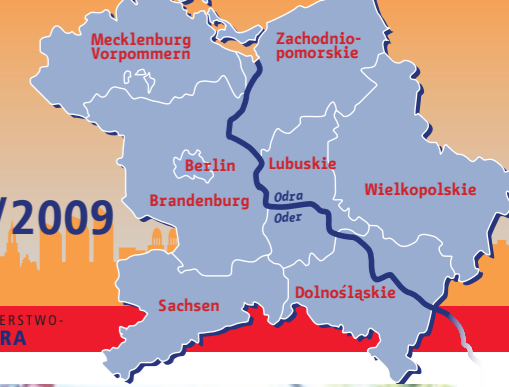 Mecklenburg
Vorpommern
Zachodnio-
pomorskie
Berlin
Lubuskie
Brandenburg
Odra
Oder
Wielkopolskie
/2009
Sachsen
Dolnośląskie
ERSTWO-
RA